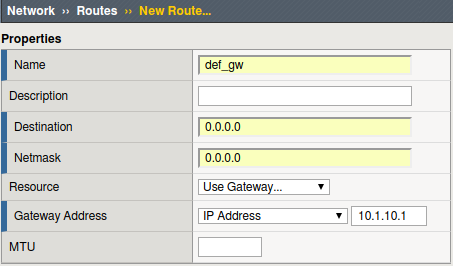 Network ›› Routes ›› New Route...
Properties
Name def_gw
Description
Destination 0.0.0.0
Netmask 0.0.0.0
Resource Use Gateway...
Gateway Address IP Address 10.1.10.1
MTU